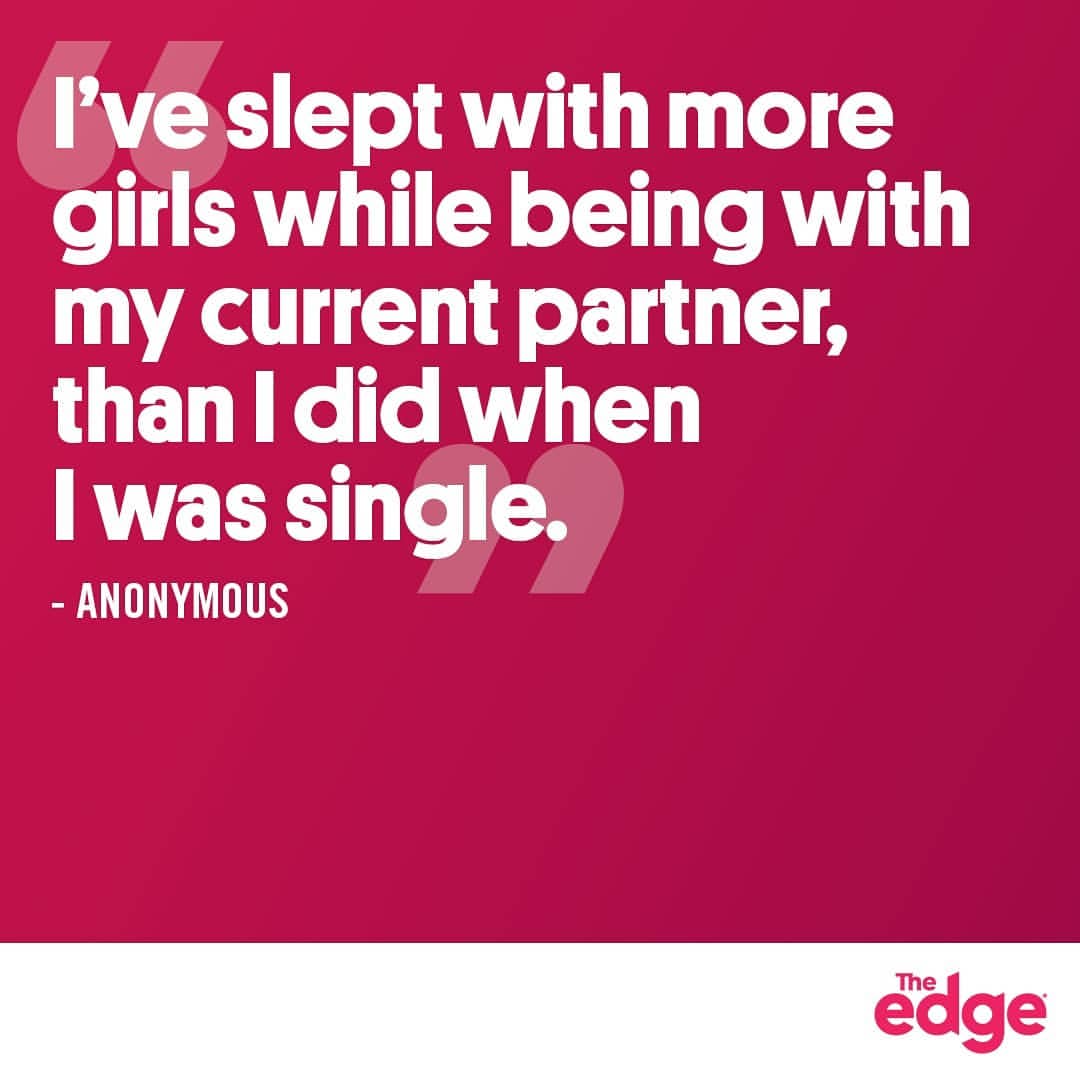 I’ve slept with more
girls while being with
my current partner,
than I did when
I was single.
- ANONYMOUS
The
edge